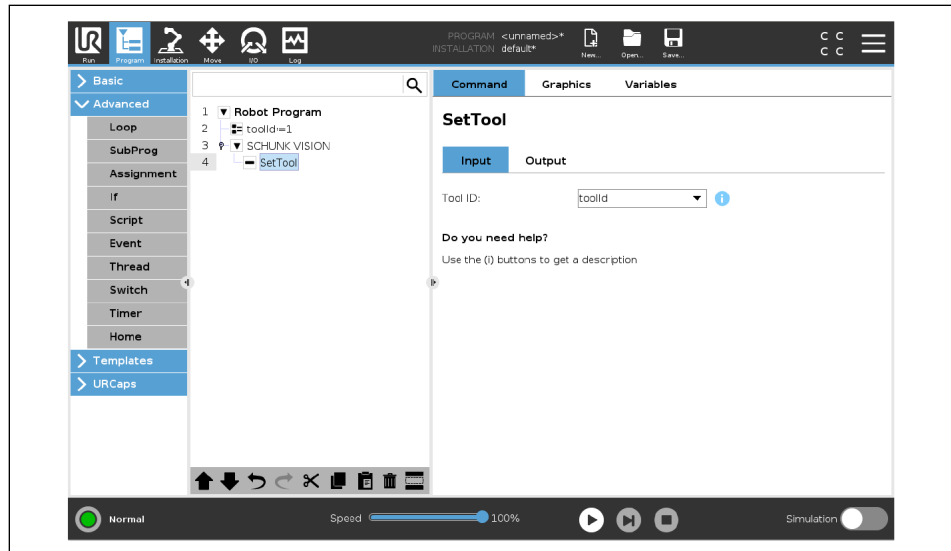 UR
PROGRAM <unnamed>*
INSTALLATION default*
C C
C C
Run Program Installation Move I/O Log New... Open... Save...
Basic
Advanced
Loop
SubProg
Assignment
If
Script
Event
Thread
Switch
Timer
Home
Templates
URCaps
1 Robot Program
2 toolId:=1
3 SCHUNK VISION
4 SetTool
Command Graphics Variables
SetTool
Input Output
Tool ID: toolId i
Do you need help?
Use the (i) buttons to get a description
Normal Speed 100% Simulation